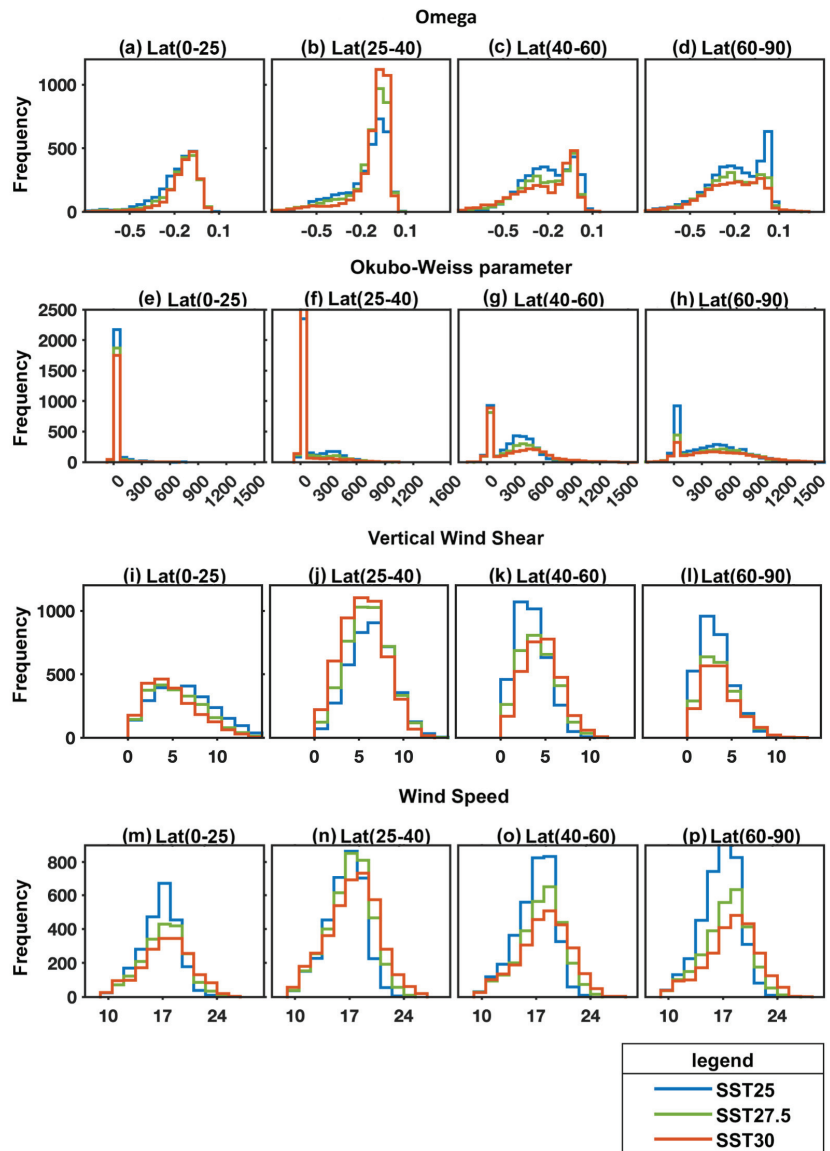 Omega
(a) Lat(0-25) (b) Lat(25-40) (c) Lat(40-60) (d) Lat(60-90)
Frequency
1000
500
0
-0.5 -0.2 0.1 -0.5 -0.2 0.1 -0.5 -0.2 0.1 -0.5 -0.2 0.1
Okubo-Weiss parameter
(e) Lat(0-25) (f) Lat(25-40) (g) Lat(40-60) (h) Lat(60-90)
Frequency
2500
2000
1500
1000
500
0
0 300 600 900 1200 1500 0 300 600 900 1200 1600 0 300 600 900 1200 1500 0 300 600 900 1200 1500
Vertical Wind Shear
(i) Lat(0-25) (j) Lat(25-40) (k) Lat(40-60) (l) Lat(60-90)
Frequency
1000
500
0
0 5 10 0 5 10 0 5 10 0 5 10
Wind Speed
(m) Lat(0-25) (n) Lat(25-40) (o) Lat(40-60) (p) Lat(60-90)
Frequency
800
600
400
200
0
10 17 24 10 17 24 10 17 24 10 17 24
legend
SST25
SST27.5
SST30